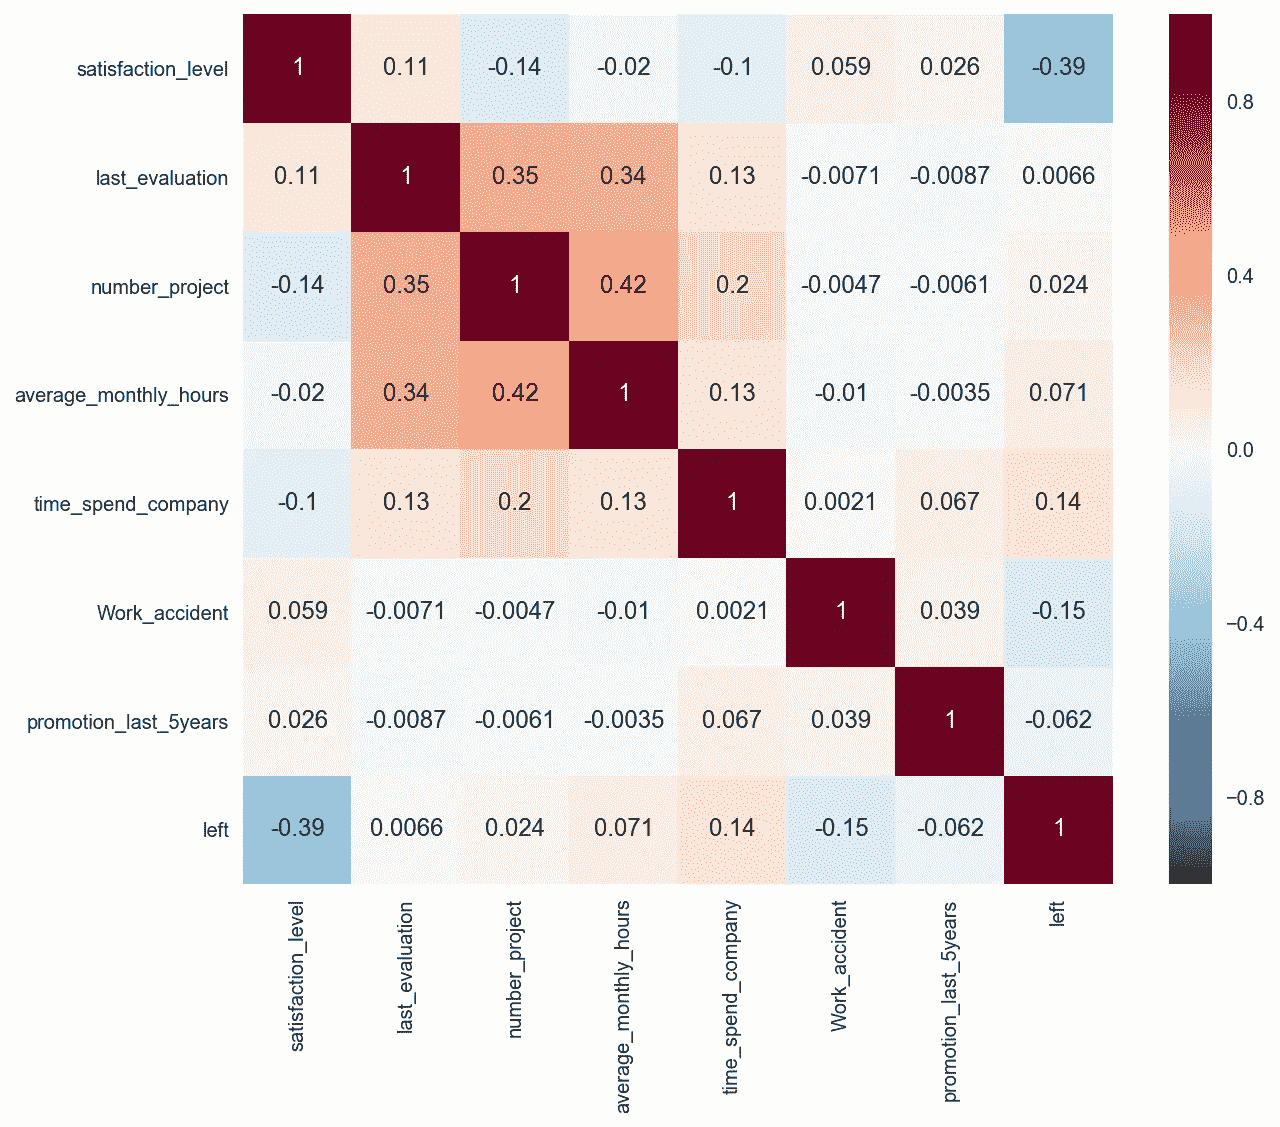 satisfaction_level 1 0.11 -0.14 -0.02 -0.1 0.059 0.026 -0.39
0.8
last_evaluation 0.11 1 0.35 0.34 0.13 -0.0071 -0.0087 0.0066
number_project -0.14 0.35 1 0.42 0.2 -0.0047 -0.0061 0.024
0.4
average_monthly_hours -0.02 0.34 0.42 1 0.13 -0.01 -0.0035 0.071
0.0
time_spend_company -0.1 0.13 0.2 0.13 1 0.0021 0.067 0.14
Work_accident 0.059 -0.0071 -0.0047 -0.01 0.0021 1 0.039 -0.15
−0.4
promotion_last_5years 0.026 -0.0087 -0.0061 -0.0035 0.067 0.039 1 -0.062
−0.8
left -0.39 0.0066 0.024 0.071 0.14 -0.15 -0.062 1
satisfaction_level
last_evaluation
number_project
average_monthly_hours
time_spend_company
Work_accident
promotion_last_5years
left